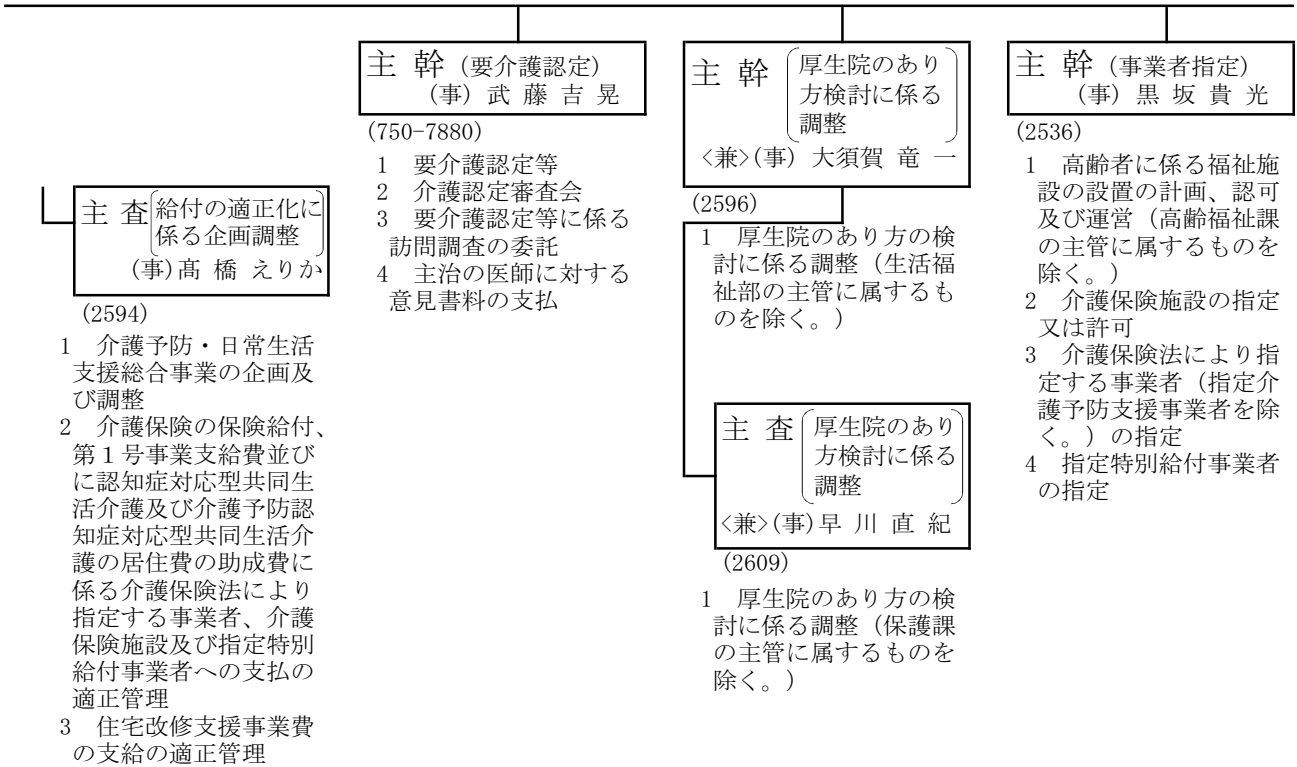 主 査 給付の適正化に
係る企画調整
(事)髙 橋 えりか
(2594)
1 介護予防・日常生活
支援総合事業の企画及
び調整
2 介護保険の保険給付、
第1号事業支給費並び
に認知症対応型共同生
活介護及び介護予防認
知症対応型共同生活介
護の居住費の助成費に
係る介護保険法により
指定する事業者、介護
保険施設及び指定特別
給付事業者への支払の
適正管理
3 住宅改修支援事業費
の支給の適正管理
主 幹 (要介護認定)
(事) 武 藤 吉 晃
(750-7880)
1 要介護認定等
2 介護認定審査会
3 要介護認定等に係る
訪問調査の委託
4 主治の医師に対する
意見書料の支払
主 幹 厚生院のあり
方検討に係る
調整
<兼>(事) 大須賀 竜 一
(2596)
1 厚生院のあり方の検
討に係る調整(生活福
祉部の主管に属するも
のを除く。)
主 査 厚生院のあり
方検討に係る
調整
<兼>(事)早 川 直 紀
(2609)
1 厚生院のあり方の検
討に係る調整(保護課
の主管に属するものを
除く。)
主 幹 (事業者指定)
(事) 黒 坂 貴 光
(2536)
1 高齢者に係る福祉施
設の設置の計画、認可
及び運営(高齢福祉課
の主管に属するものを
除く。)
2 介護保険施設の指定
又は許可
3 介護保険法により指
定する事業者(指定介
護予防支援事業者を除
く。)の指定
4 指定特別給付事業者
の指定